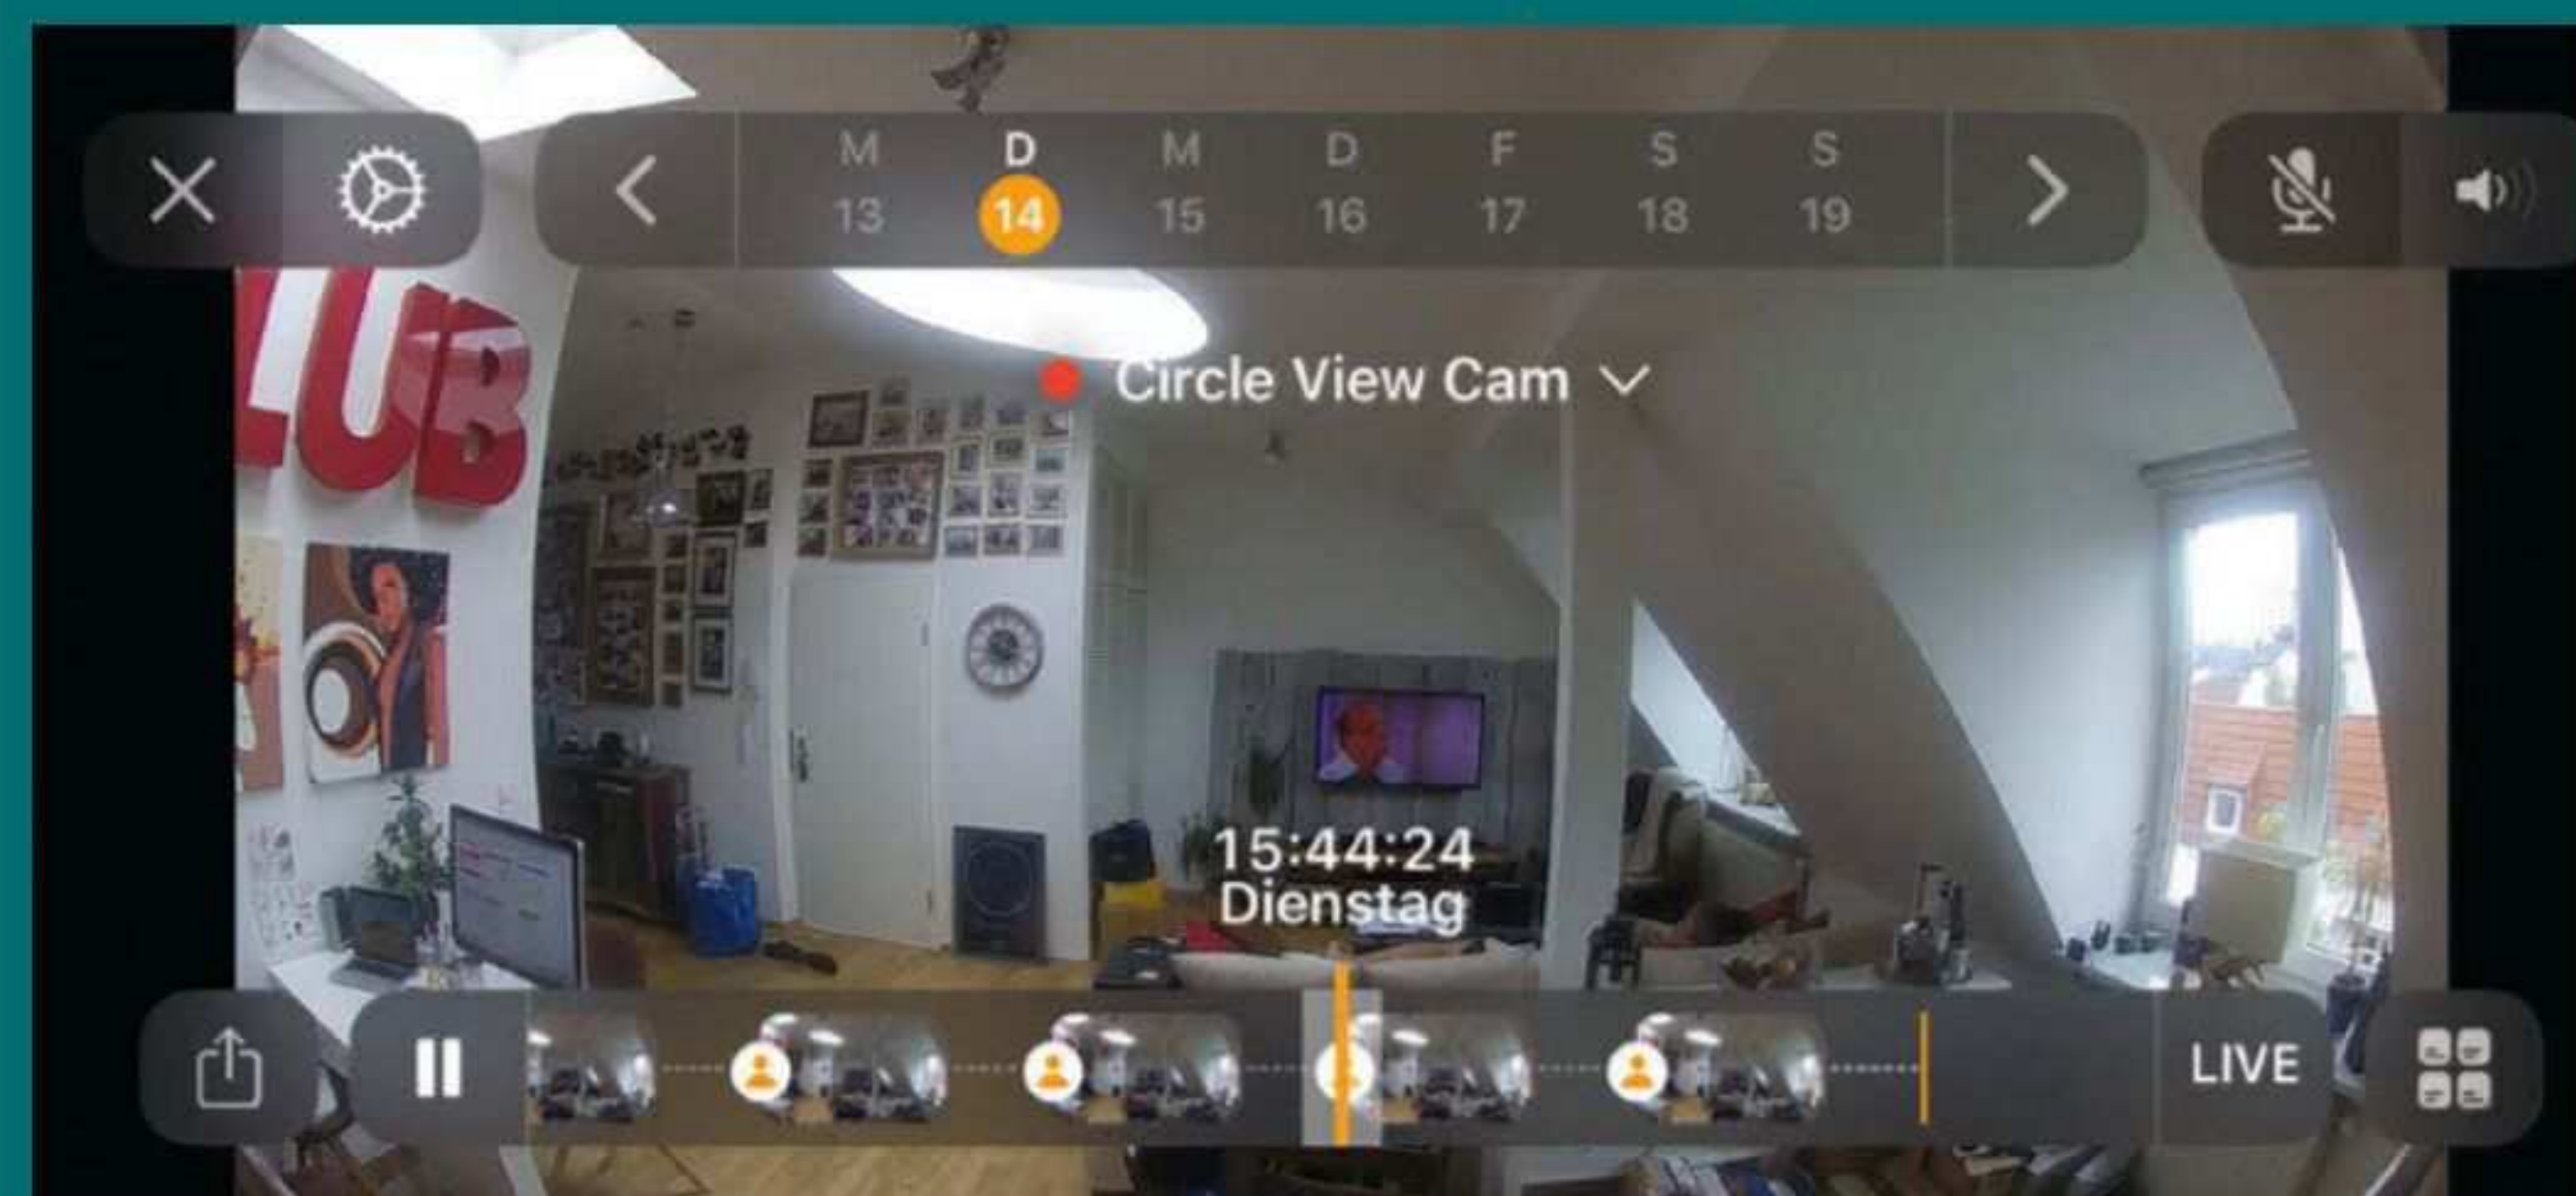 M D M D F S S
13 14 15 16 17 18 19
Circle View Cam
LUB
15:44:24
Dienstag
LIVE